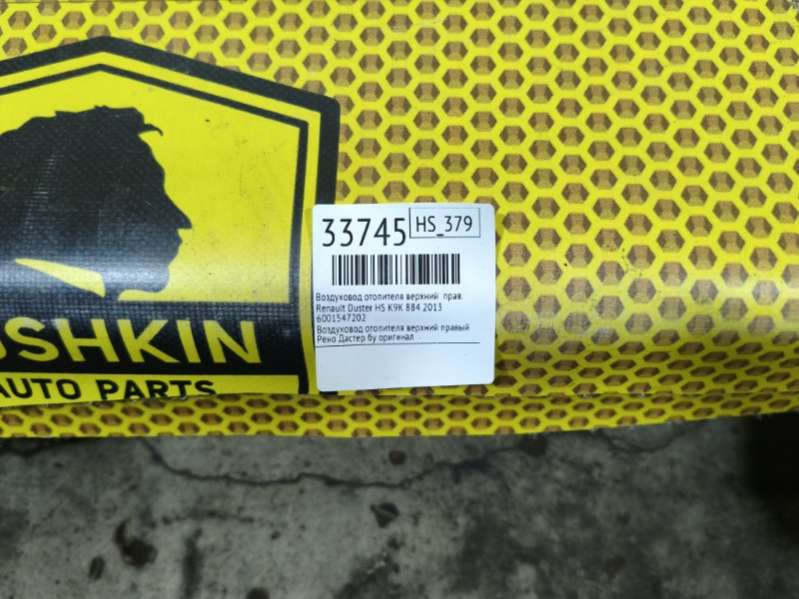 33745 HS_379
Воздуховод отопителя верхний прав.
Renault Duster HS K9K 884 2013
6001547202
Воздуховод отопителя верхний правый
Рено Дастер бу оригинал
USHKIN
AUTO PARTS